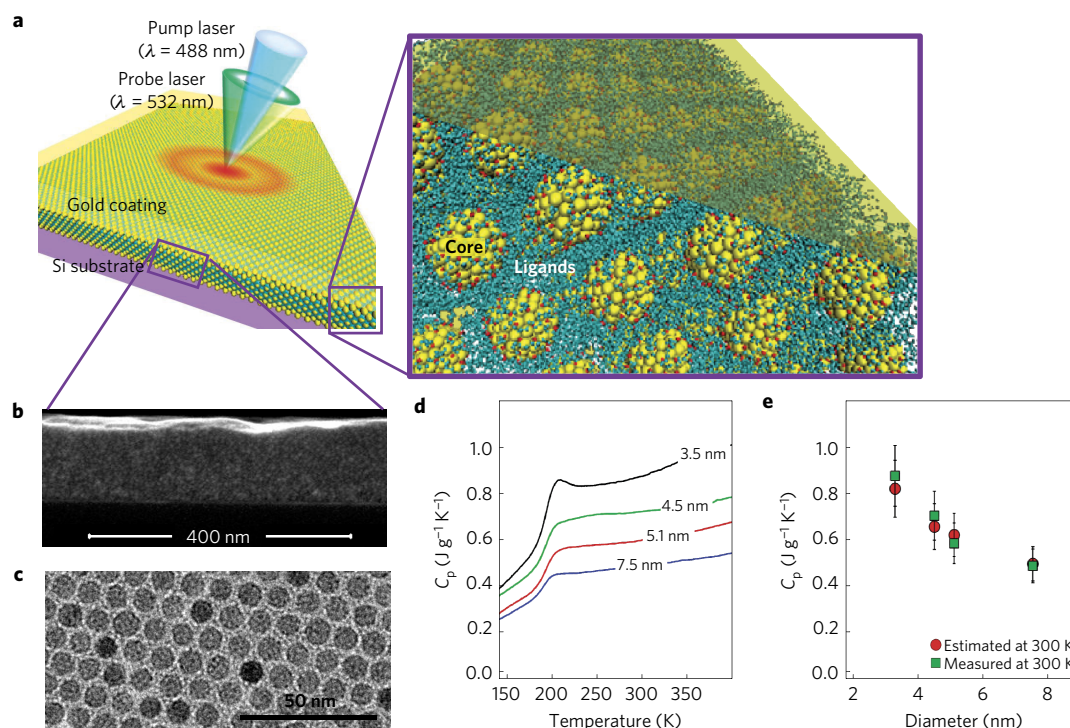 a
Pump laser
(λ = 488 nm)
Probe laser
(λ = 532 nm)
Gold coating
Si substrate
Core
Ligands
b
400 nm
c
50 nm
d
C_p (J g⁻¹ K⁻¹)
1.0
0.8
0.6
0.4
0.2
0.0
3.5 nm
4.5 nm
5.1 nm
7.5 nm
150 200 250 300 350
Temperature (K)
e
C_p (J g⁻¹ K⁻¹)
1.0
0.8
0.6
0.4
0.2
0.0
Estimated at 300 K
Measured at 300 K
2 4 6 8
Diameter (nm)